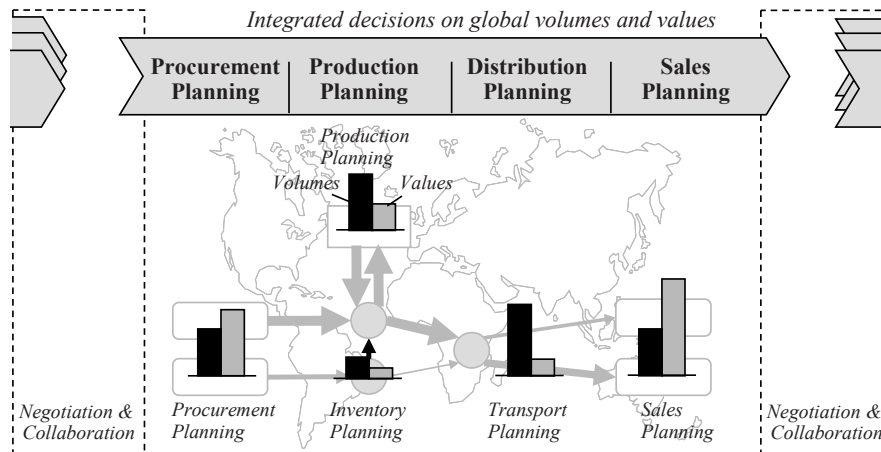 Integrated decisions on global volumes and values
Procurement Planning
Production Planning
Distribution Planning
Sales Planning
Production
Planning
Volumes
Values
Procurement
Planning
Inventory
Planning
Transport
Planning
Sales
Planning
Negotiation &
Collaboration
Negotiation &
Collaboration